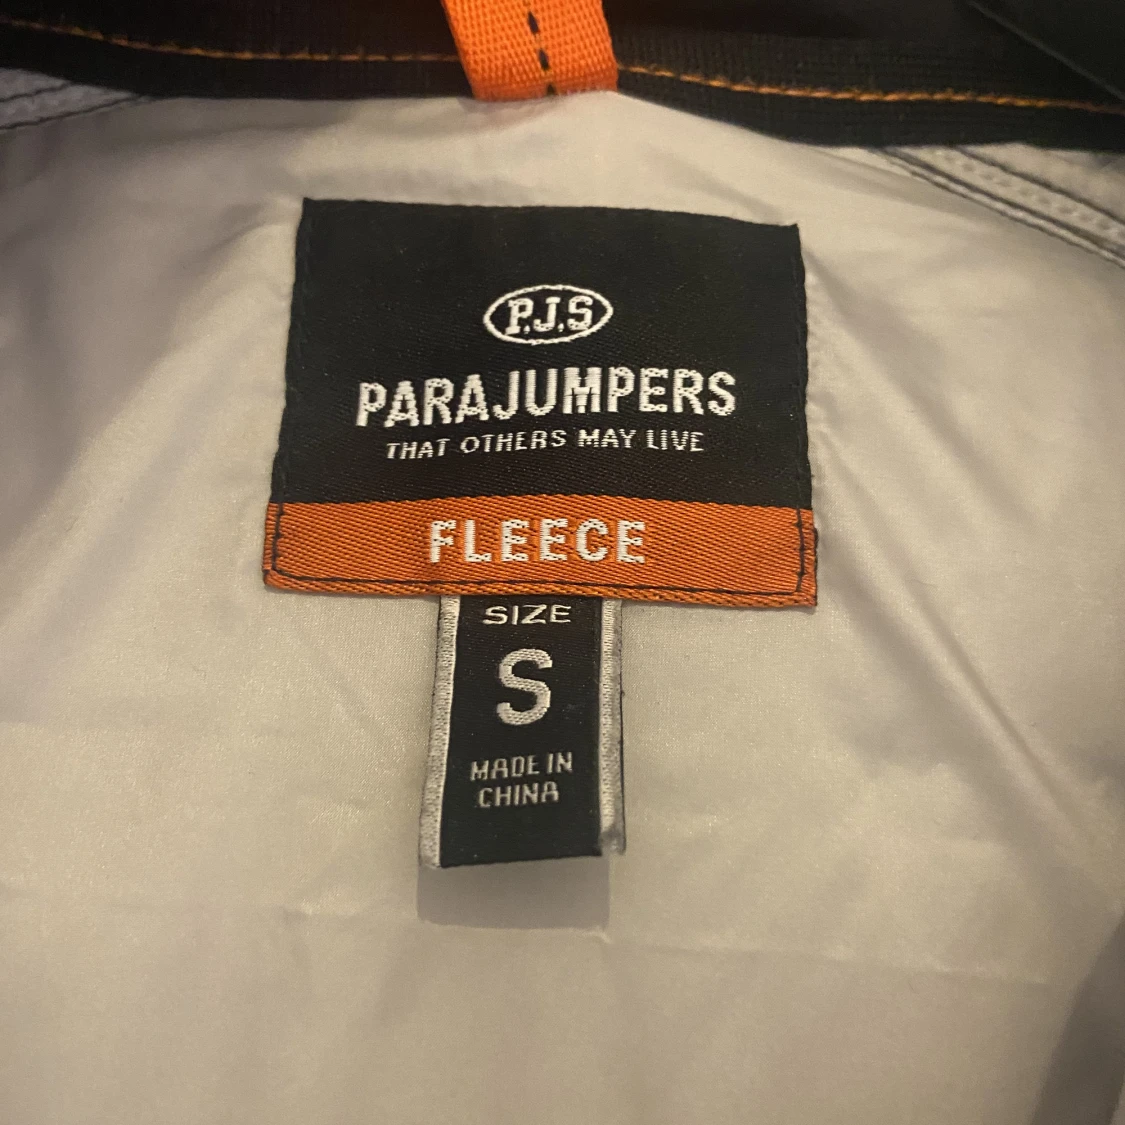 P.J.S
PARAJUMPERS
THAT OTHERS MAY LIVE
FLEECE
SIZE
S
MADE IN
CHINA